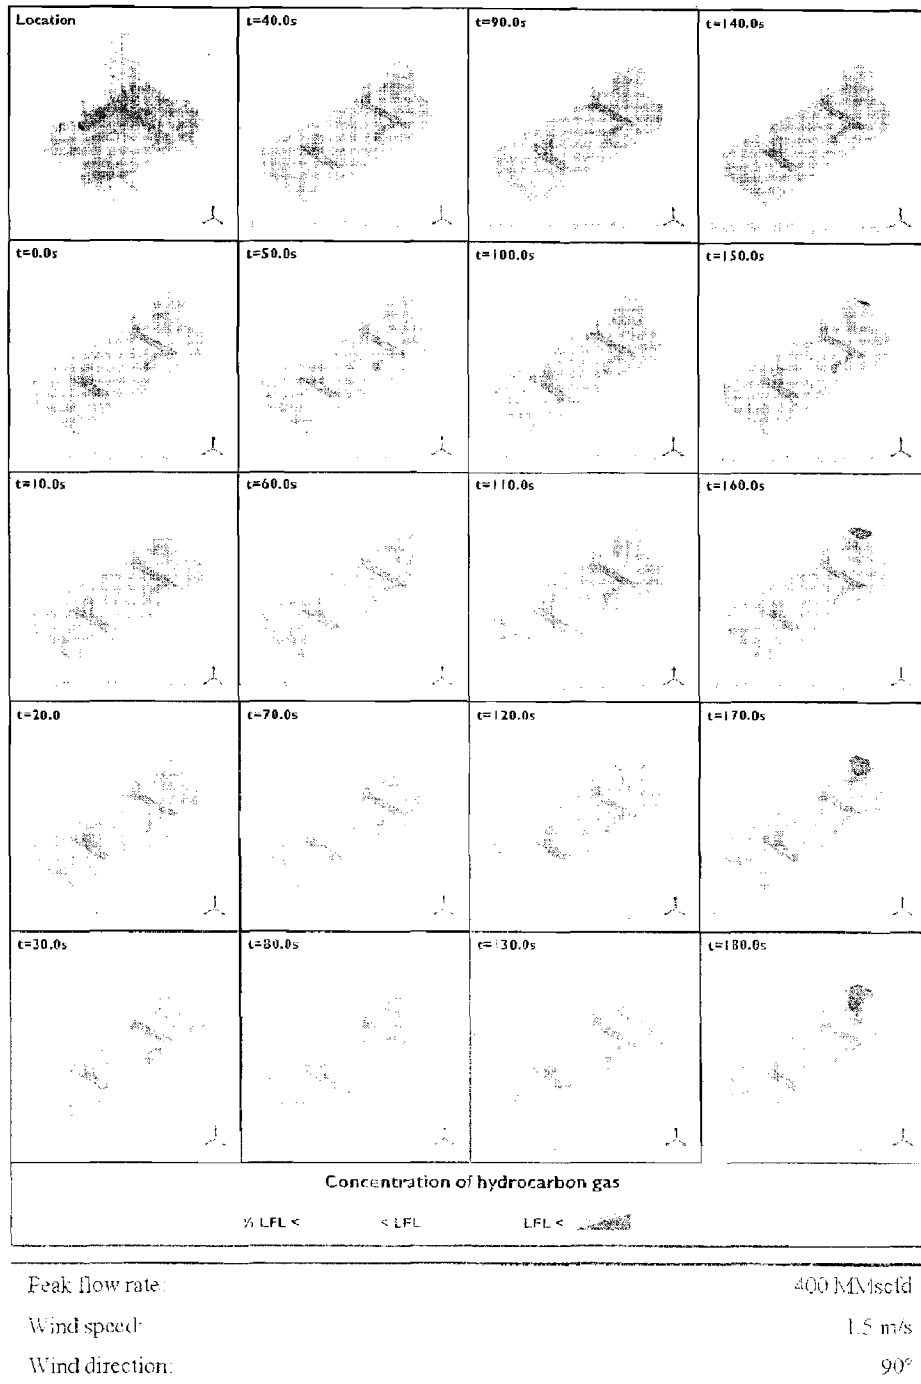 Location
t=40.0s
t=90.0s
t=140.0s
t=0.0s
t=50.0s
t=100.0s
t=150.0s
t=10.0s
t=60.0s
t=110.0s
t=160.0s
t=20.0
t=70.0s
t=120.0s
t=170.0s
t=30.0s
t=80.0s
t=130.0s
t=180.0s
Concentration of hydrocarbon gas
½ LFL < < LFL LFL <
Peak flow rate: 400 MMscfd
Wind speed: 1.5 m/s
Wind direction: 90°